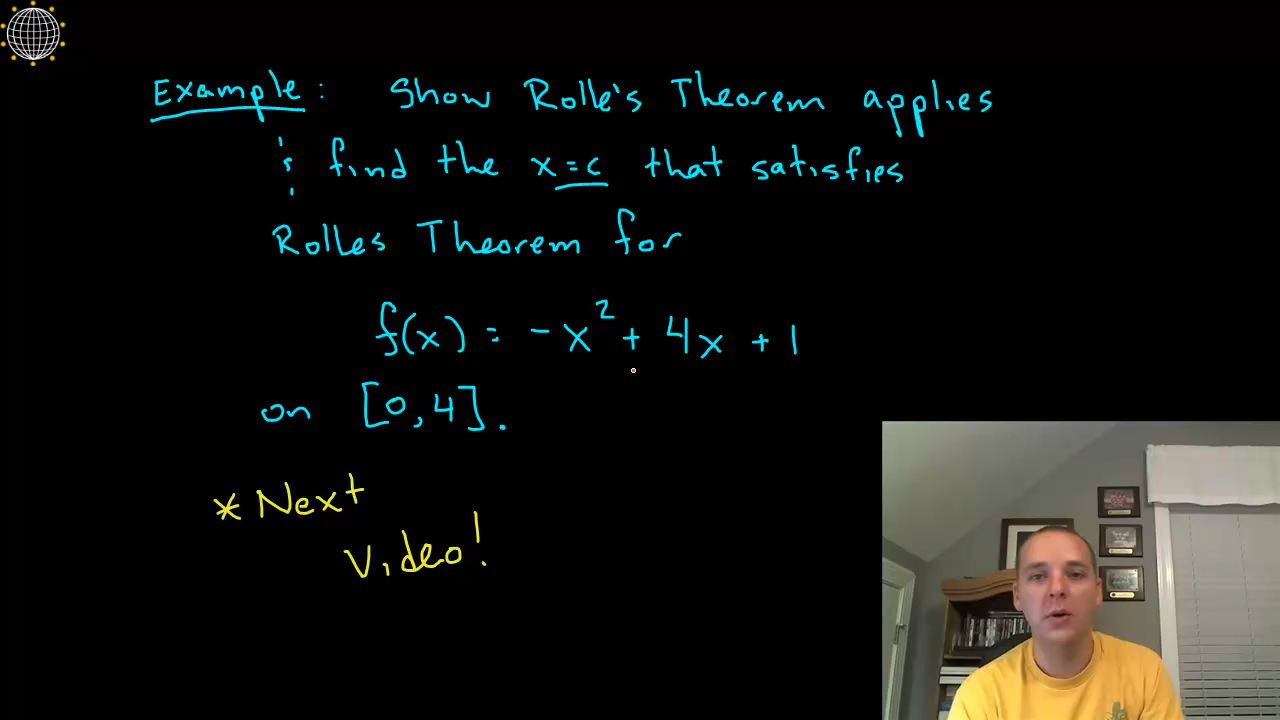 Example: Show Rolle's Theorem applies
& find the x=c that satisfies
Rolles Theorem for
f(x) = -x² + 4x + 1
on [0,4].
*Next
Video!